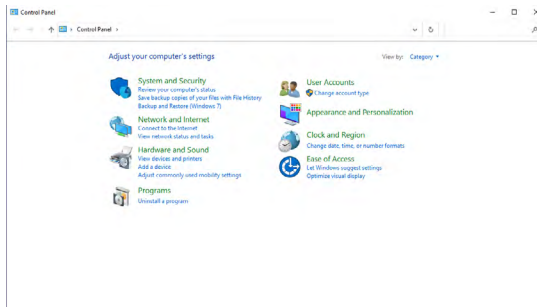 Control Panel
Control Panel
Adjust your computer's settings
View by: Category
System and Security
Review your computer's status
Save backup copies of your files with File History
Backup and Restore (Windows 7)
Network and Internet
Connect to the Internet
View network status and tasks
Hardware and Sound
View devices and printers
Add a device
Adjust commonly used mobility settings
Programs
Uninstall a program
User Accounts
Change account type
Appearance and Personalization
Clock and Region
Change date, time, or number formats
Ease of Access
Let Windows suggest settings
Optimize visual display